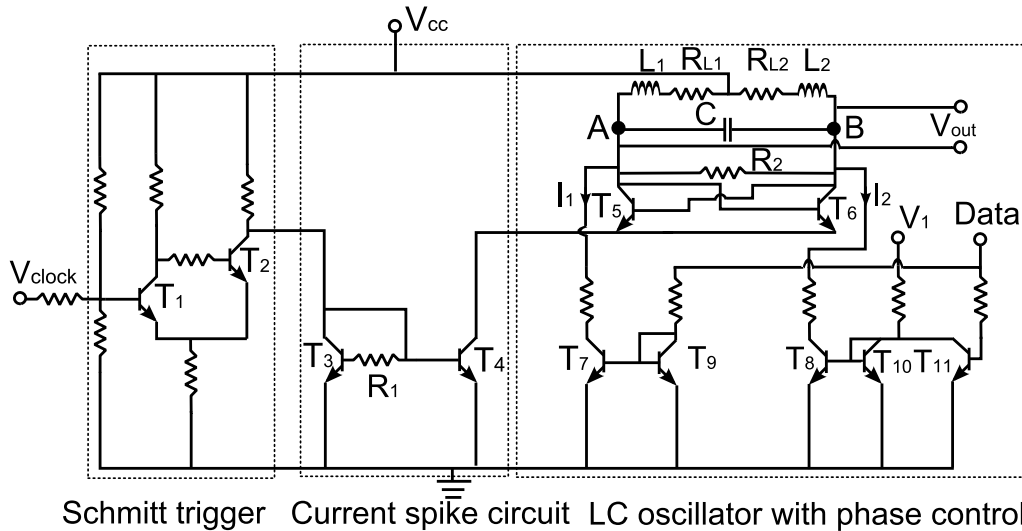 Vcc
L1 RL1 RL2 L2
A C B
Vout
R2
I1 T5 T6 I2
V1 Data
T2
Vclock
T1
T3 R1 T4 T7 T9 T8 T10 T11
Schmitt trigger Current spike circuit LC oscillator with phase control